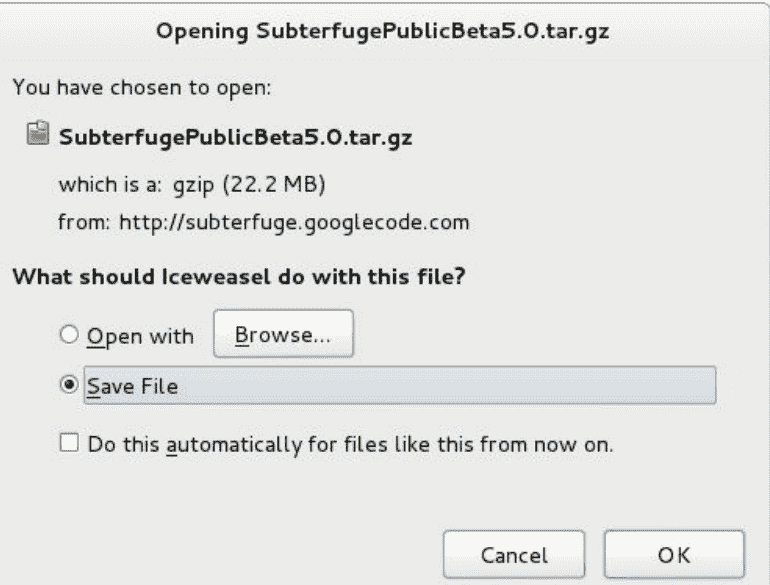 Opening SubterfugePublicBeta5.0.tar.gz
You have chosen to open:
SubterfugePublicBeta5.0.tar.gz
which is a: gzip (22.2 MB)
from: http://subterfuge.googlecode.com
What should Iceweasel do with this file?
Open with Browse...
Save File
Do this automatically for files like this from now on.
Cancel OK